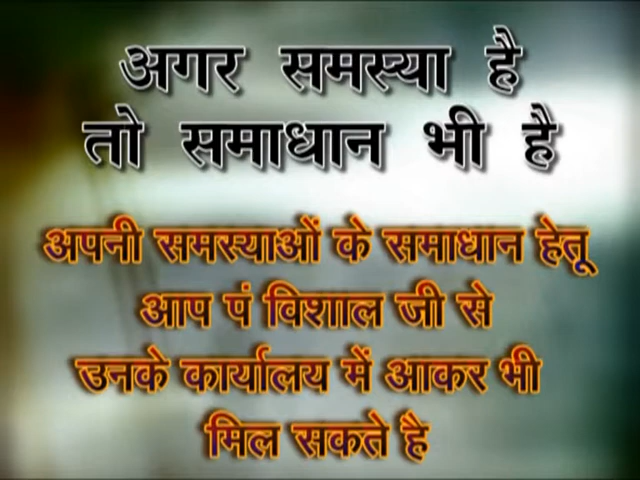 अगर समस्या है
तो समाधान भी है
अपनी समस्याओं के समाधान हेतू
आप पं विशाल जी से
उनके कार्यालय में आकर भी
मिल सकते है